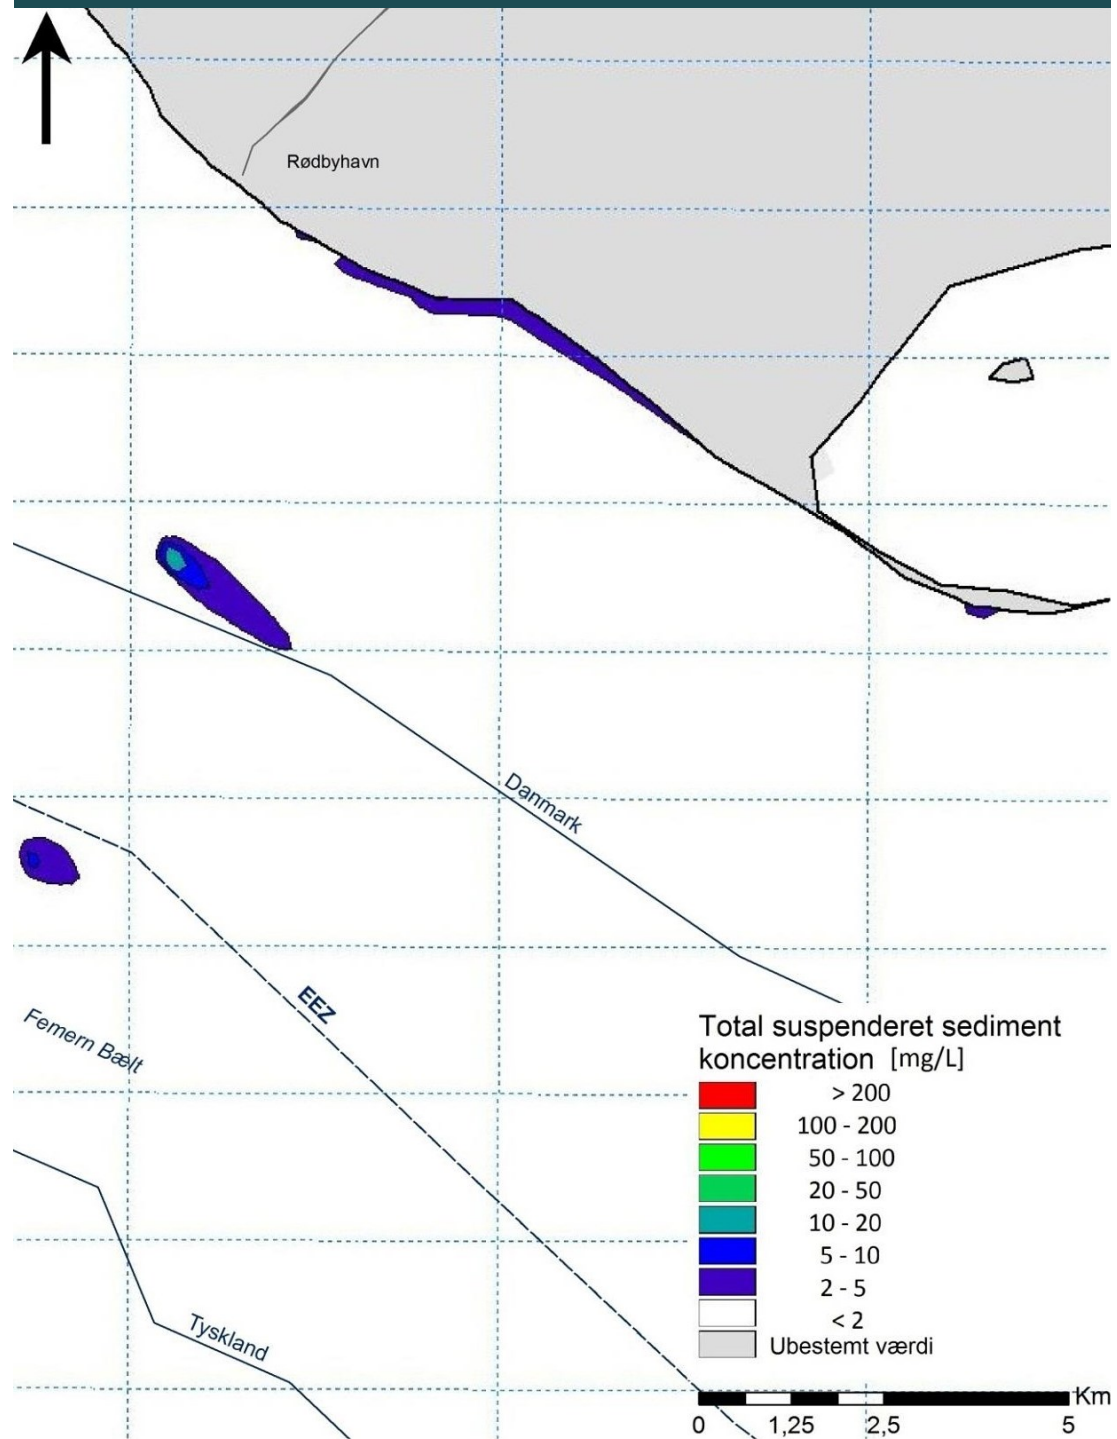 Rødbyhavn
Danmark
EEZ
Femern Bælt
Tyskland
Total suspenderet sediment
koncentration [mg/L]
> 200
100 - 200
50 - 100
20 - 50
10 - 20
5 - 10
2 - 5
< 2
Ubestemt værdi
Km
0 1,25 2,5 5